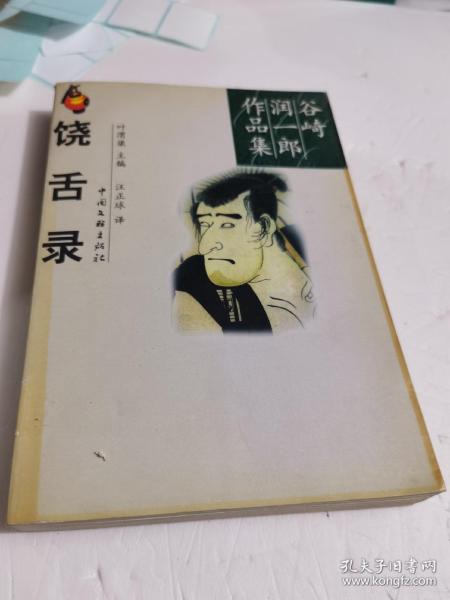 谷崎
润一郎
作品集
饶舌录
叶渭渠 主编 汪正球 译
中国文联出版社
孔夫子旧书网
www.kongfz.com